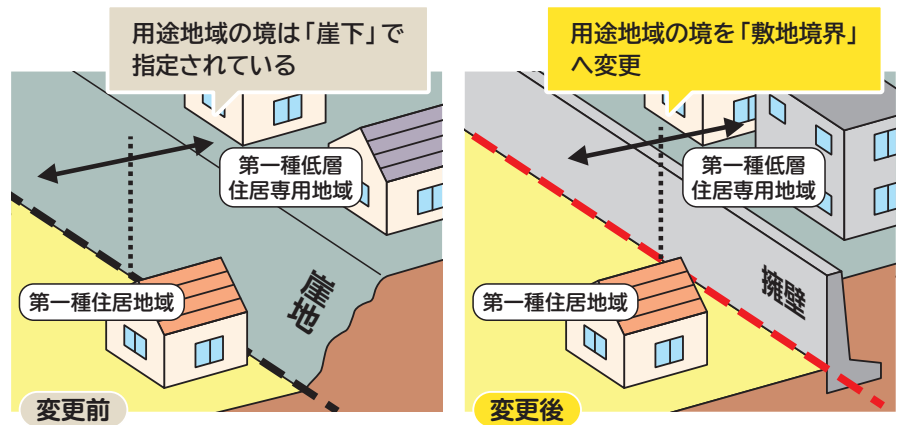 用途地域の境は「崖下」で
指定されている
第一種低層
住居専用地域
第一種住居地域
崖地
変更前
用途地域の境を「敷地境界」
へ変更
第一種低層
住居専用地域
第一種住居地域
擁壁
変更後